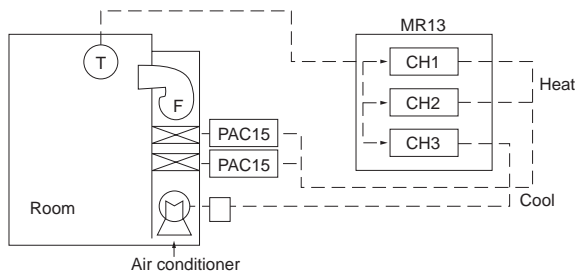 MR13
T
CH1
Heat
F
CH2
PAC15
CH3
PAC15
Room
M
Cool
Air conditioner